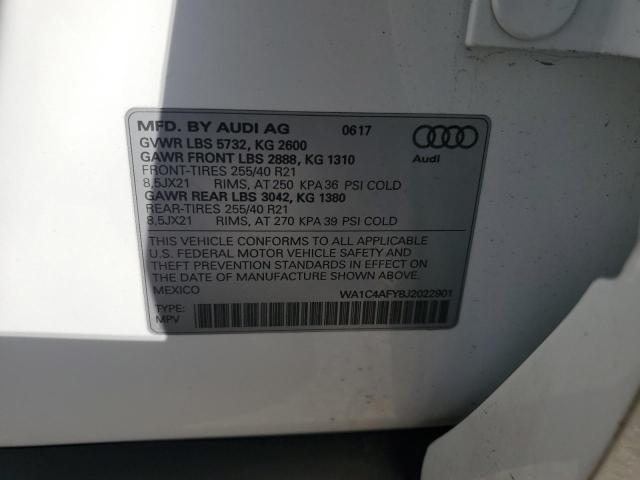 MFD. BY AUDI AG 0617
GVWR LBS 5732, KG 2600
GAWR FRONT LBS 2888, KG 1310
FRONT-TIRES 255/40 R21
8,5JX21 RIMS, AT 250 KPA 36 PSI COLD
GAWR REAR LBS 3042, KG 1380
REAR-TIRES 255/40 R21
8,5JX21 RIMS, AT 270 KPA 39 PSI COLD
Audi
THIS VEHICLE CONFORMS TO ALL APPLICABLE
U.S. FEDERAL MOTOR VEHICLE SAFETY AND
THEFT PREVENTION STANDARDS IN EFFECT ON
THE DATE OF MANUFACTURE SHOWN ABOVE.
MEXICO WA1C4AFY8J2022901
TYPE:
MPV